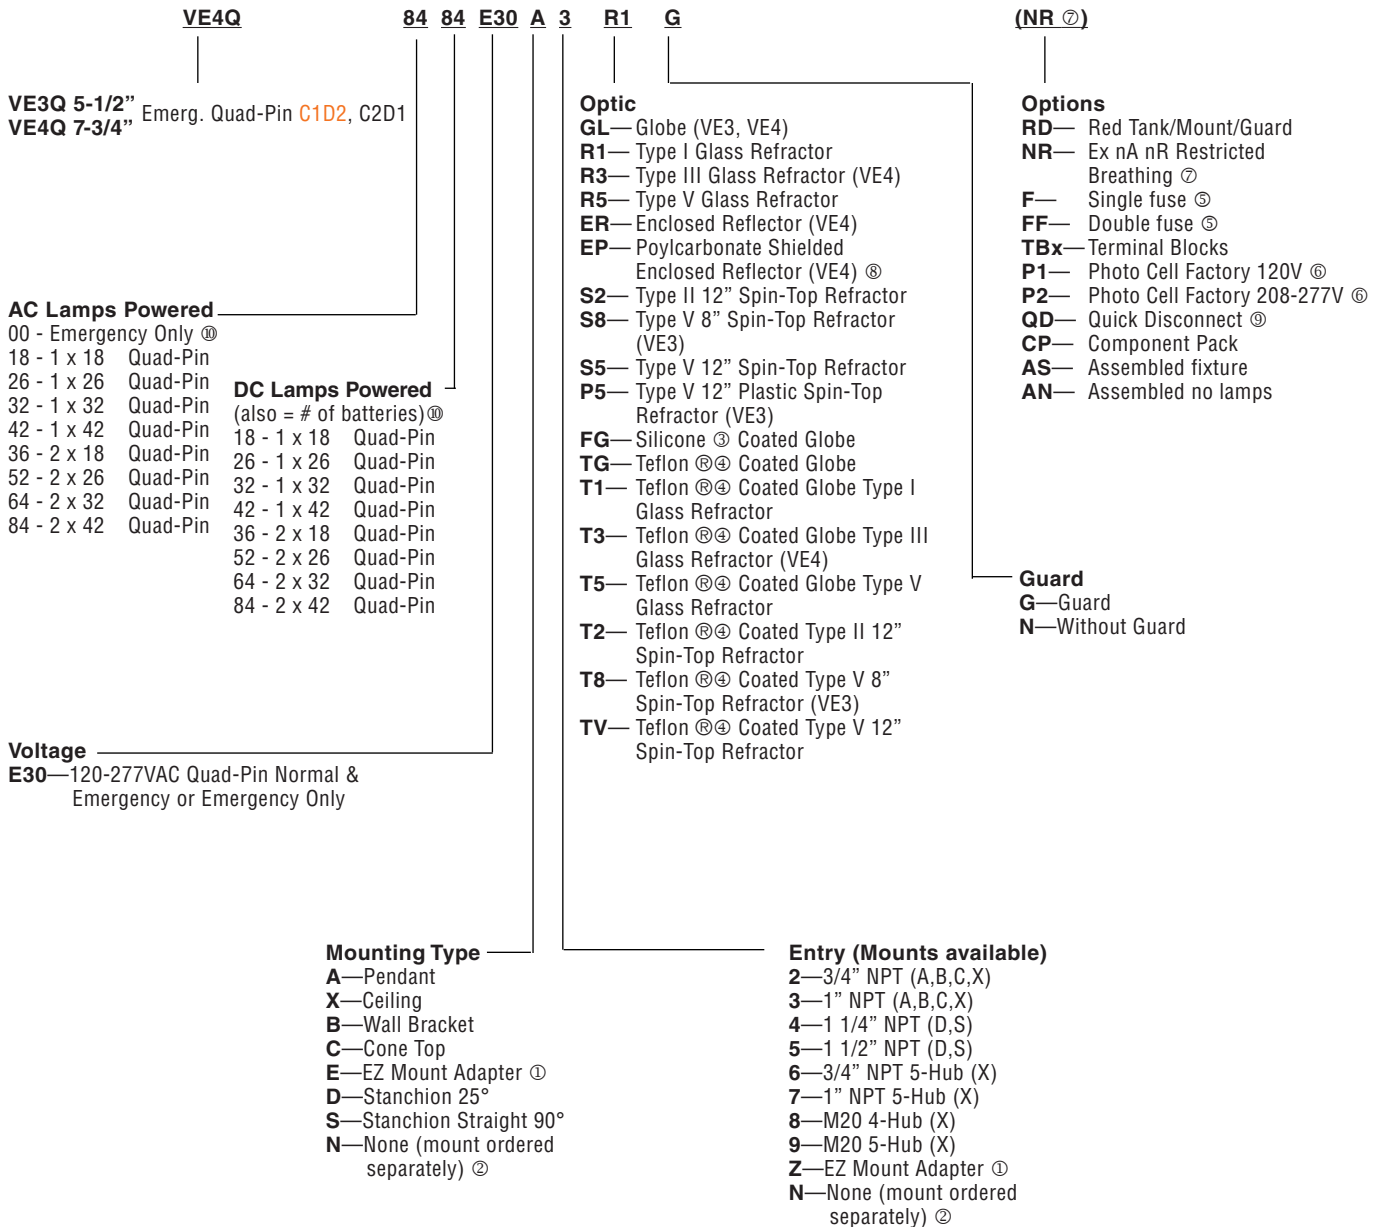 VE4Q 84 84 E30 A 3 R1 G (NR ⑦)
VE3Q 5-1/2”
VE4Q 7-3/4”
Emerg. Quad-Pin C1D2, C2D1
AC Lamps Powered
00 - Emergency Only ⑩
18 - 1 x 18 Quad-Pin
26 - 1 x 26 Quad-Pin
32 - 1 x 32 Quad-Pin
42 - 1 x 42 Quad-Pin
36 - 2 x 18 Quad-Pin
52 - 2 x 26 Quad-Pin
64 - 2 x 32 Quad-Pin
84 - 2 x 42 Quad-Pin
DC Lamps Powered
(also = # of batteries)⑩
18 - 1 x 18 Quad-Pin
26 - 1 x 26 Quad-Pin
32 - 1 x 32 Quad-Pin
42 - 1 x 42 Quad-Pin
36 - 2 x 18 Quad-Pin
52 - 2 x 26 Quad-Pin
64 - 2 x 32 Quad-Pin
84 - 2 x 42 Quad-Pin
Voltage
E30—120-277VAC Quad-Pin Normal &
Emergency or Emergency Only
Optic
GL—Globe (VE3, VE4)
R1—Type I Glass Refractor
R3—Type III Glass Refractor (VE4)
R5—Type V Glass Refractor
ER—Enclosed Reflector (VE4)
EP—Poylcarbonate Shielded
Enclosed Reflector (VE4) ⑧
S2—Type II 12” Spin-Top Refractor
S8—Type V 8” Spin-Top Refractor
(VE3)
S5—Type V 12” Spin-Top Refractor
P5—Type V 12” Plastic Spin-Top
Refractor (VE3)
FG—Silicone ③ Coated Globe
TG—Teflon ®④ Coated Globe
T1—Teflon ®④ Coated Globe Type I
Glass Refractor
T3—Teflon ®④ Coated Globe Type III
Glass Refractor (VE4)
T5—Teflon ®④ Coated Globe Type V
Glass Refractor
T2—Teflon ®④ Coated Type II 12”
Spin-Top Refractor
T8—Teflon ®④ Coated Type V 8”
Spin-Top Refractor (VE3)
TV—Teflon ®④ Coated Type V 12”
Spin-Top Refractor
Options
RD—Red Tank/Mount/Guard
NR—Ex nA nR Restricted
Breathing ⑦
F—Single fuse ⑤
FF—Double fuse ⑤
TBx—Terminal Blocks
P1—Photo Cell Factory 120V ⑥
P2—Photo Cell Factory 208-277V ⑥
QD—Quick Disconnect ⑨
CP—Component Pack
AS—Assembled fixture
AN—Assembled no lamps
Guard
G—Guard
N—Without Guard
Mounting Type
A—Pendant
X—Ceiling
B—Wall Bracket
C—Cone Top
E—EZ Mount Adapter ①
D—Stanchion 25°
S—Stanchion Straight 90°
N—None (mount ordered
separately) ②
Entry (Mounts available)
2—3/4” NPT (A,B,C,X)
3—1” NPT (A,B,C,X)
4—1 1/4” NPT (D,S)
5—1 1/2” NPT (D,S)
6—3/4” NPT 5-Hub (X)
7—1” NPT 5-Hub (X)
8—M20 4-Hub (X)
9—M20 5-Hub (X)
Z—EZ Mount Adapter ①
N—None (mount ordered
separately) ②